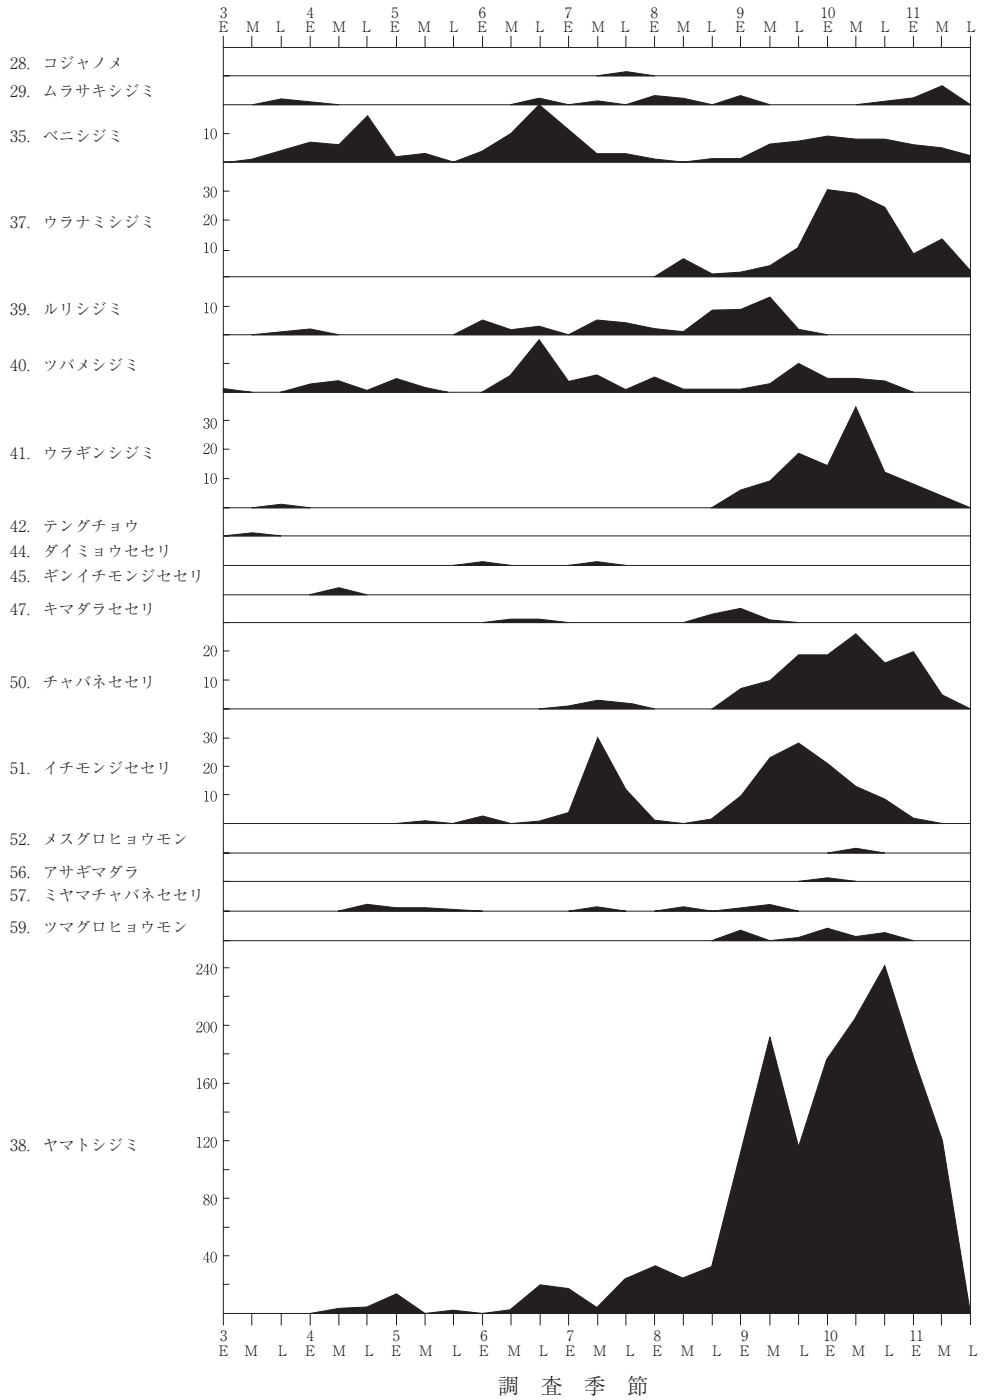 3 4 5 6 7 8 9 10 11
E M L E M L E M L E M L E M L E M L E M L E M L E M L
28. コジャノメ
29. ムラサキシジミ
35. ベニシジミ
10
37. ウラナミシジミ
30
20
10
39. ルリシジミ
10
40. ツバメシジミ
41. ウラギンシジミ
30
20
10
42. テングチョウ
44. ダイミョウセセリ
45. ギンイチモンジセセリ
47. キマダラセセリ
50. チャバネセセリ
20
10
51. イチモンジセセリ
30
20
10
52. メスグロヒョウモン
56. アサギマダラ
57. ミヤマチャバネセセリ
59. ツマグロヒョウモン
38. ヤマトシジミ
240
200
160
120
80
40
3 4 5 6 7 8 9 10 11
E M L E M L E M L E M L E M L E M L E M L E M L E M L
調査季節